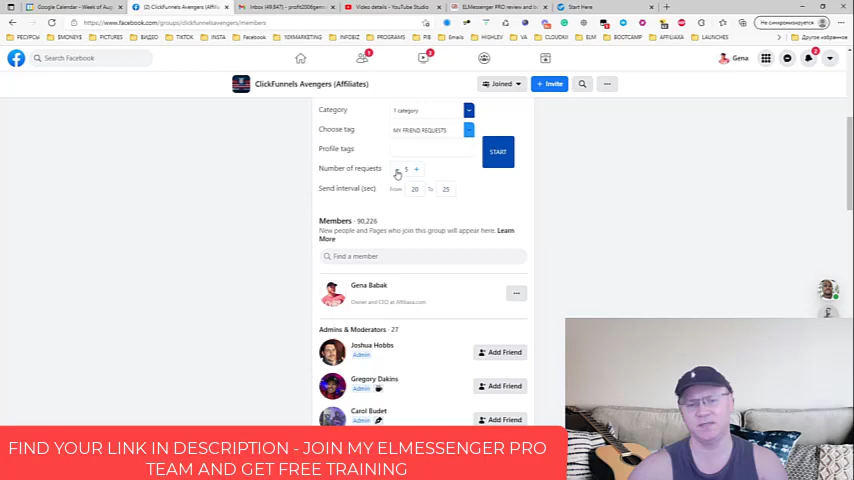 Google Calendar - Week of Aug
(2) ClickFunnels Avengers (Affilia
Inbox (49,847) - profit2006gen
Video details - YouTube Studio
ELMessenger PRO review and b
Start Here
https://www.facebook.com/groups/clickfunnelsavengers/members
Не синхронизируется
РЕСУРСЫ
$MONEY$
PICTURES
ВИДЕО
TIKTOK
INSTA
Facebook
10XMARKETING
INFOBIZ
PROGRAMS
Emails
HIGHLEV
VA
CLOUDXX
ELM
BOOTCAMP
AFFILIAXA
LAUNCHES
Другое избранное
Search Facebook
1
3
Gena
2
ClickFunnels Avengers (Affiliates)
Joined
+ Invite
Category
1 category
Choose tag
MY FRIEND REQUESTS
Profile tags
START
Number of requests
5 +
Send interval (sec)
From 20 To 25
Members · 90,226
New people and Pages who join this group will appear here. Learn
More
Find a member
Gena Babak
Owner and CEO at Affiliaxa.com
Admins & Moderators · 27
Joshua Hobbs
Admin
Add Friend
Gregory Dakins
Admin
Add Friend
Carol Budet
Admin
Add Friend
FIND YOUR LINK IN DESCRIPTION - JOIN MY ELMESSENGER PRO
TEAM AND GET FREE TRAINING